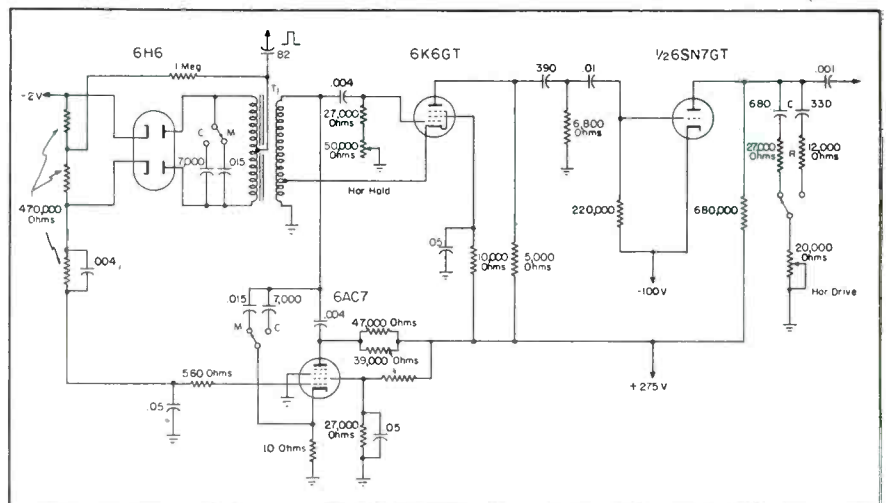 6H6
1 Meg
82
-2V
T1
C
M
7,000
.015
470,000
Ohms
.004
.004
27,000
Ohms
50,000
Ohms
Hor Hold
6K6GT
390
.01
6,800
Ohms
½6SN7GT
.001
680
C
330
27,000
Ohms
R
12,000
Ohms
220,000
680,000
.05
10,000
Ohms
5,000
Ohms
-100V
20,000
Ohms
Hor Drive
6AC7
.015
7,000
M
C
.004
47,000 Ohms
39,000
Ohms
560 Ohms
.05
+275V
27,000
Ohms
.05
10 Ohms